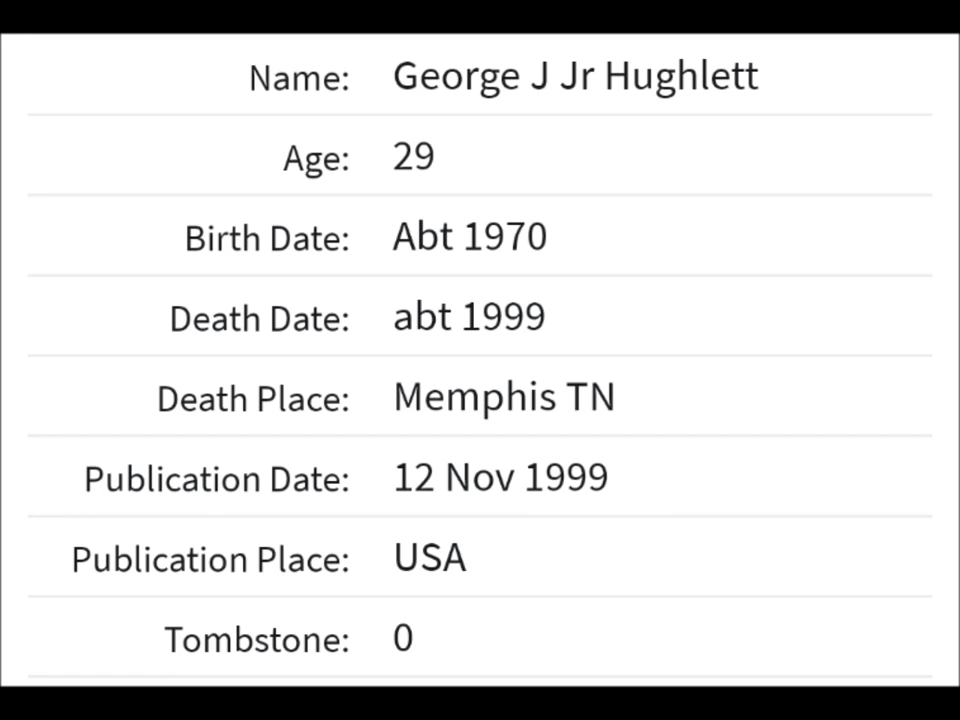 Name: George J Jr Hughlett
Age: 29
Birth Date: Abt 1970
Death Date: abt 1999
Death Place: Memphis TN
Publication Date: 12 Nov 1999
Publication Place: USA
Tombstone: 0